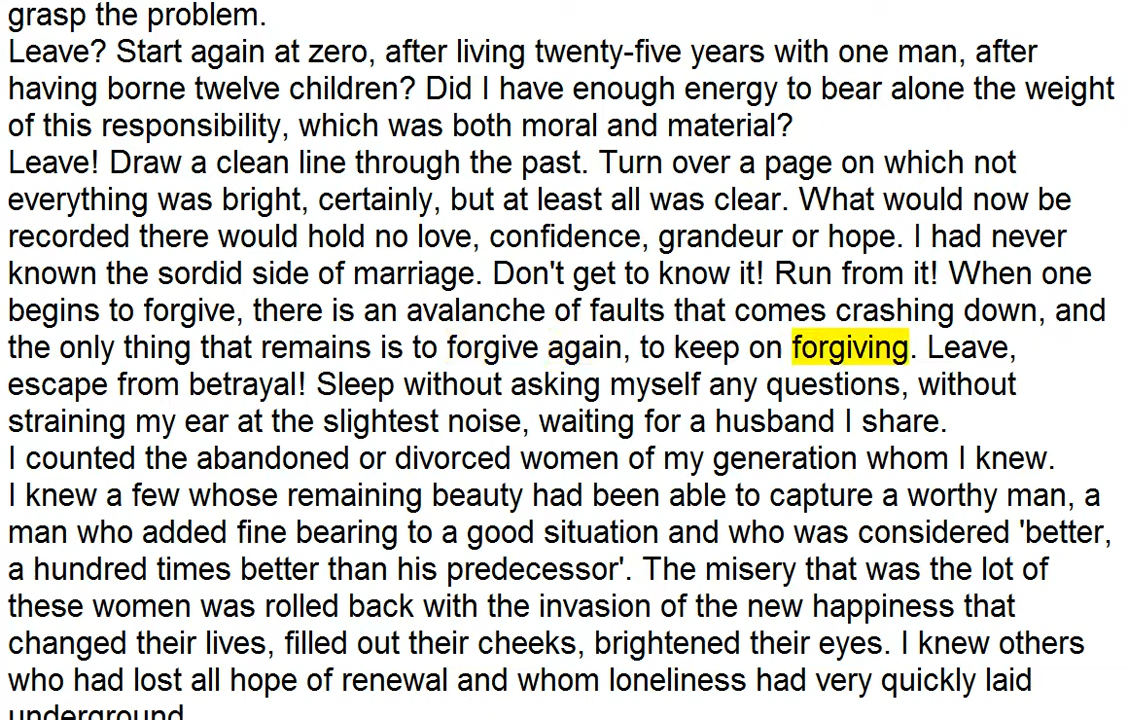 grasp the problem.
Leave? Start again at zero, after living twenty-five years with one man, after
having borne twelve children? Did I have enough energy to bear alone the weight
of this responsibility, which was both moral and material?
Leave! Draw a clean line through the past. Turn over a page on which not
everything was bright, certainly, but at least all was clear. What would now be
recorded there would hold no love, confidence, grandeur or hope. I had never
known the sordid side of marriage. Don't get to know it! Run from it! When one
begins to forgive, there is an avalanche of faults that comes crashing down, and
the only thing that remains is to forgive again, to keep on forgiving. Leave,
escape from betrayal! Sleep without asking myself any questions, without
straining my ear at the slightest noise, waiting for a husband I share.
I counted the abandoned or divorced women of my generation whom I knew.
I knew a few whose remaining beauty had been able to capture a worthy man, a
man who added fine bearing to a good situation and who was considered 'better,
a hundred times better than his predecessor'. The misery that was the lot of
these women was rolled back with the invasion of the new happiness that
changed their lives, filled out their cheeks, brightened their eyes. I knew others
who had lost all hope of renewal and whom loneliness had very quickly laid
underground.